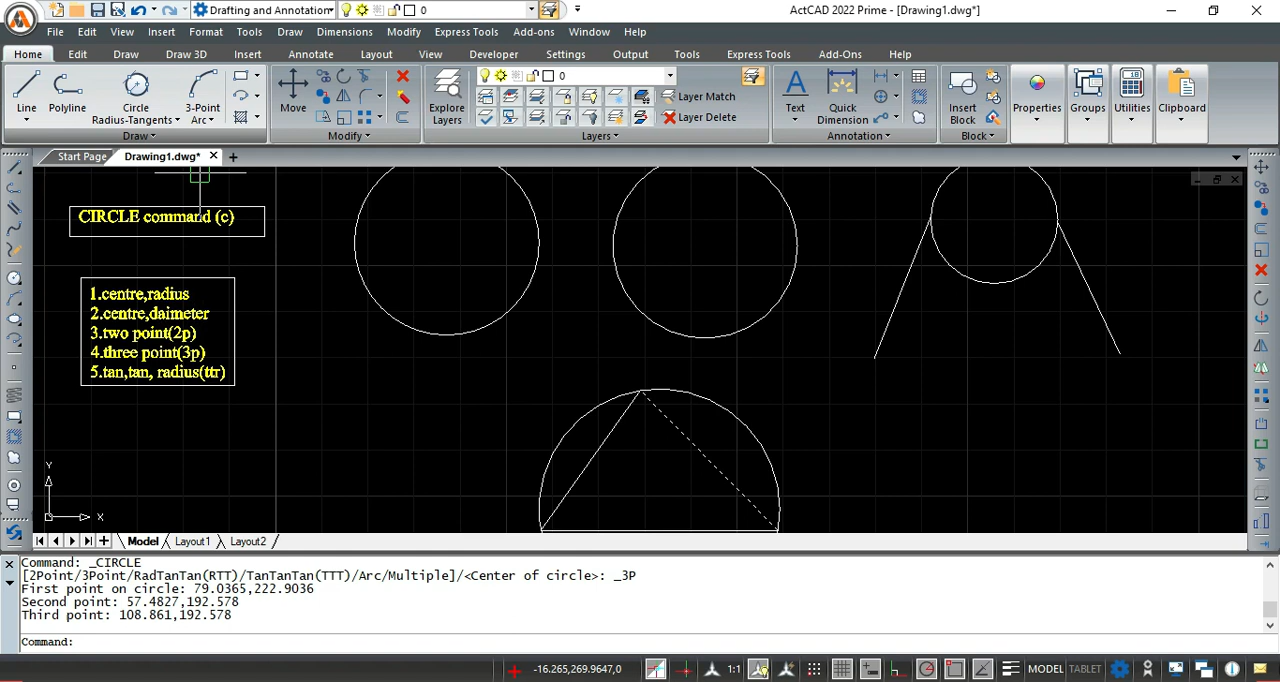 Drafting and Annotation
0
ActCAD 2022 Prime - [Drawing1.dwg*]
File Edit View Insert Format Tools Draw Dimensions Modify Express Tools Add-ons Window Help
Home Edit Draw Draw 3D Insert Annotate Layout View Developer Settings Output Tools Express Tools Add-Ons Help
Line
Polyline
Circle
Radius-Tangents
3-Point
Arc
Draw
Move
Modify
Explore
Layers
0
Layer Match
Layer Delete
Layers
A
Text
Quick
Dimension
Annotation
Insert
Block
Block
Properties
Groups
Utilities
Clipboard
Start Page
Drawing1.dwg*
CIRCLE command (c)
1.centre,radius
2.centre,daimeter
3.two point(2p)
4.three point(3p)
5.tan,tan, radius(ttr)
Y
X
Model Layout1 Layout2
Command: _CIRCLE
[2Point/3Point/RadTanTan(RTT)/TanTanTan(TTT)/Arc/Multiple]/<Center of circle>: _3P
First point on circle: 79.0365,222.9036
Second point: 57.4827,192.578
Third point: 108.861,192.578
Command:
-16.265,269.9647,0
1:1
MODEL TABLET